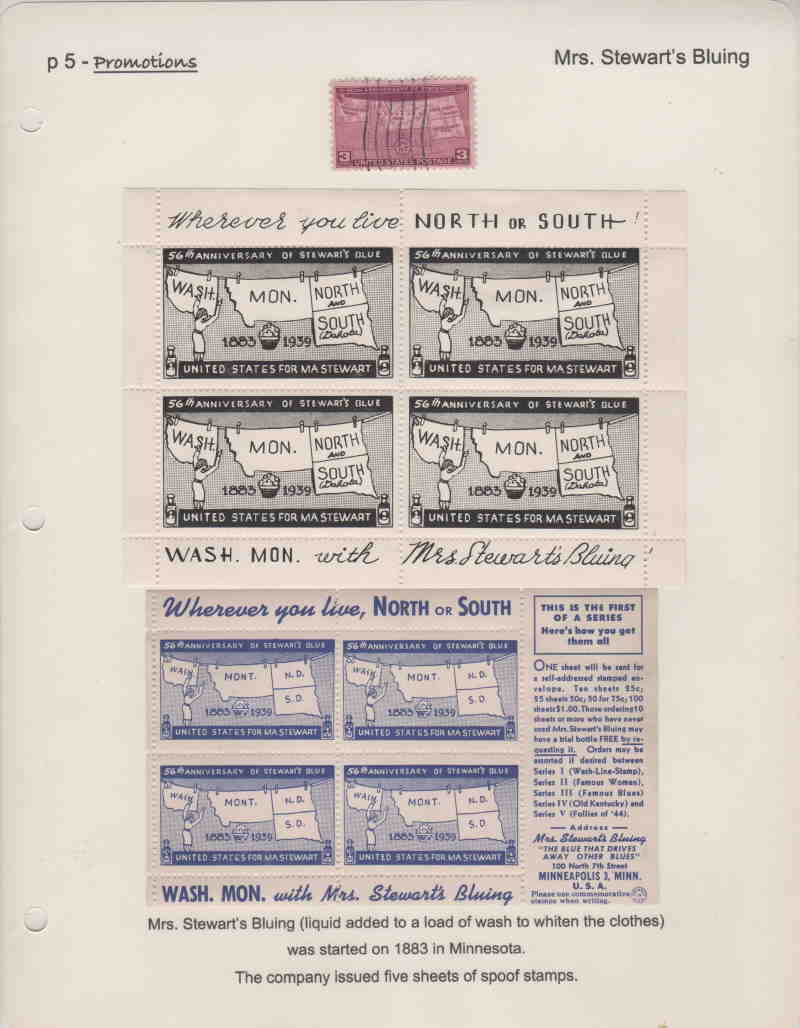 p 5 - Promotions
Mrs. Stewart's Bluing
3 UNITED STATES POSTAGE 3
Wherever you live NORTH OR SOUTH!
56th ANNIVERSARY OF STEWART'S BLUE
WASH. MON. NORTH AND SOUTH (Dakota)
1883 1939
UNITED STATES FOR MA STEWART
56th ANNIVERSARY OF STEWART'S BLUE
WASH. MON. NORTH AND SOUTH (Dakota)
1883 1939
UNITED STATES FOR MA STEWART
56th ANNIVERSARY OF STEWART'S BLUE
WASH. MON. NORTH AND SOUTH (Dakota)
1883 1939
UNITED STATES FOR MA STEWART
56th ANNIVERSARY OF STEWART'S BLUE
WASH. MON. NORTH AND SOUTH (Dakota)
1883 1939
UNITED STATES FOR MA STEWART
WASH. MON. with Mrs. Stewart's Bluing!
Wherever you live, NORTH OR SOUTH
56th ANNIVERSARY OF STEWART'S BLUE
WASH MONT. N.D. S.D.
1883 1939
UNITED STATES FOR MA STEWART
56th ANNIVERSARY OF STEWART'S BLUE
WASH MONT. N.D. S.D.
1883 1939
UNITED STATES FOR MA STEWART
56th ANNIVERSARY OF STEWART'S BLUE
WASH MONT. N.D. S.D.
1883 1939
UNITED STATES FOR MA STEWART
56th ANNIVERSARY OF STEWART'S BLUE
WASH MONT. N.D. S.D.
1883 1939
UNITED STATES FOR MA STEWART
WASH. MON. with Mrs. Stewart's Bluing
THIS IS THE FIRST
OF A SERIES
Here's how you get
them all
ONE sheet will be sent for
a self-addressed stamped en-
velope. Ten sheets 25c;
25 sheets 50c; 50 for 75c; 100
sheets $1.00. Those ordering 10
sheets or more who have never
used Mrs. Stewart's Bluing may
have a trial bottle FREE by re-
questing it. Orders may be
assorted if desired between
Series I (Wash-Line-Stamp),
Series II (Famous Women),
Series III (Famous Blues)
Series IV (Old Kentucky) and
Series V (Follies of '44).
— Address —
Mrs. Stewart's Bluing
"THE BLUE THAT DRIVES
AWAY OTHER BLUES"
100 North 7th Street
MINNEAPOLIS 3, MINN.
U. S. A.
Please use commemorative
stamps when writing.
Mrs. Stewart's Bluing (liquid added to a load of wash to whiten the clothes)
was started on 1883 in Minnesota.
The company issued five sheets of spoof stamps.